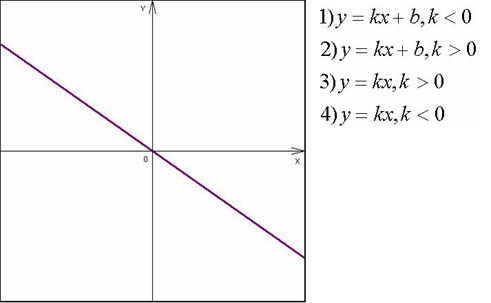 Y
0
X
1) y = kx + b, k < 0
2) y = kx + b, k > 0
3) y = kx, k > 0
4) y = kx, k < 0